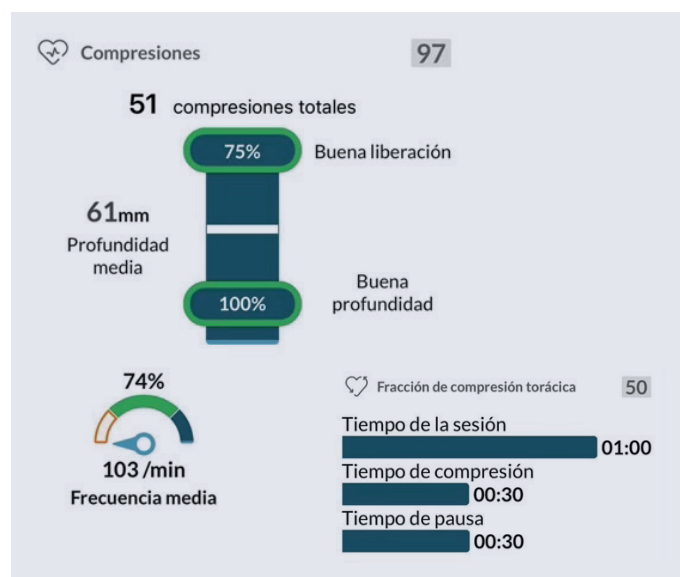 Compresiones
97
51 compresiones totales
75%
Buena liberación
61mm
Profundidad
media
100%
Buena
profundidad
74%
103 /min
Frecuencia media
Fracción de compresión torácica
50
Tiempo de la sesión
01:00
Tiempo de compresión
00:30
Tiempo de pausa
00:30